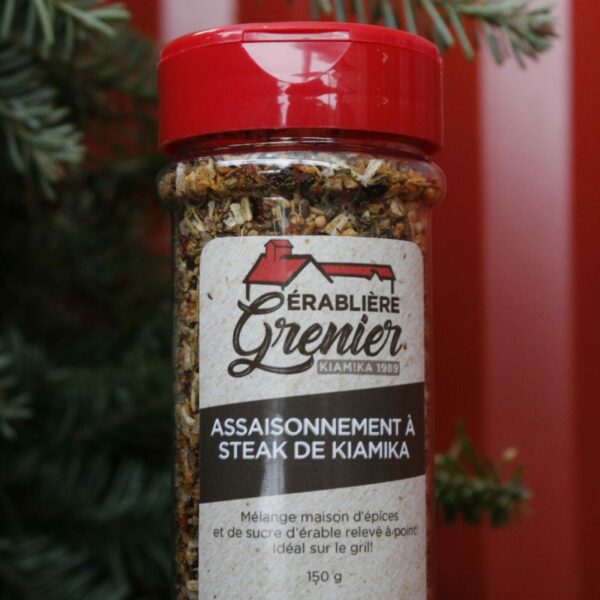 ÉRABLIÈRE
Grenier
KIAMIKA 1989
ASSAISONNEMENT À
STEAK DE KIAMIKA
Mélange maison d'épices
et de sucre d'érable relevé à point!
Idéal sur le gril!
150 g